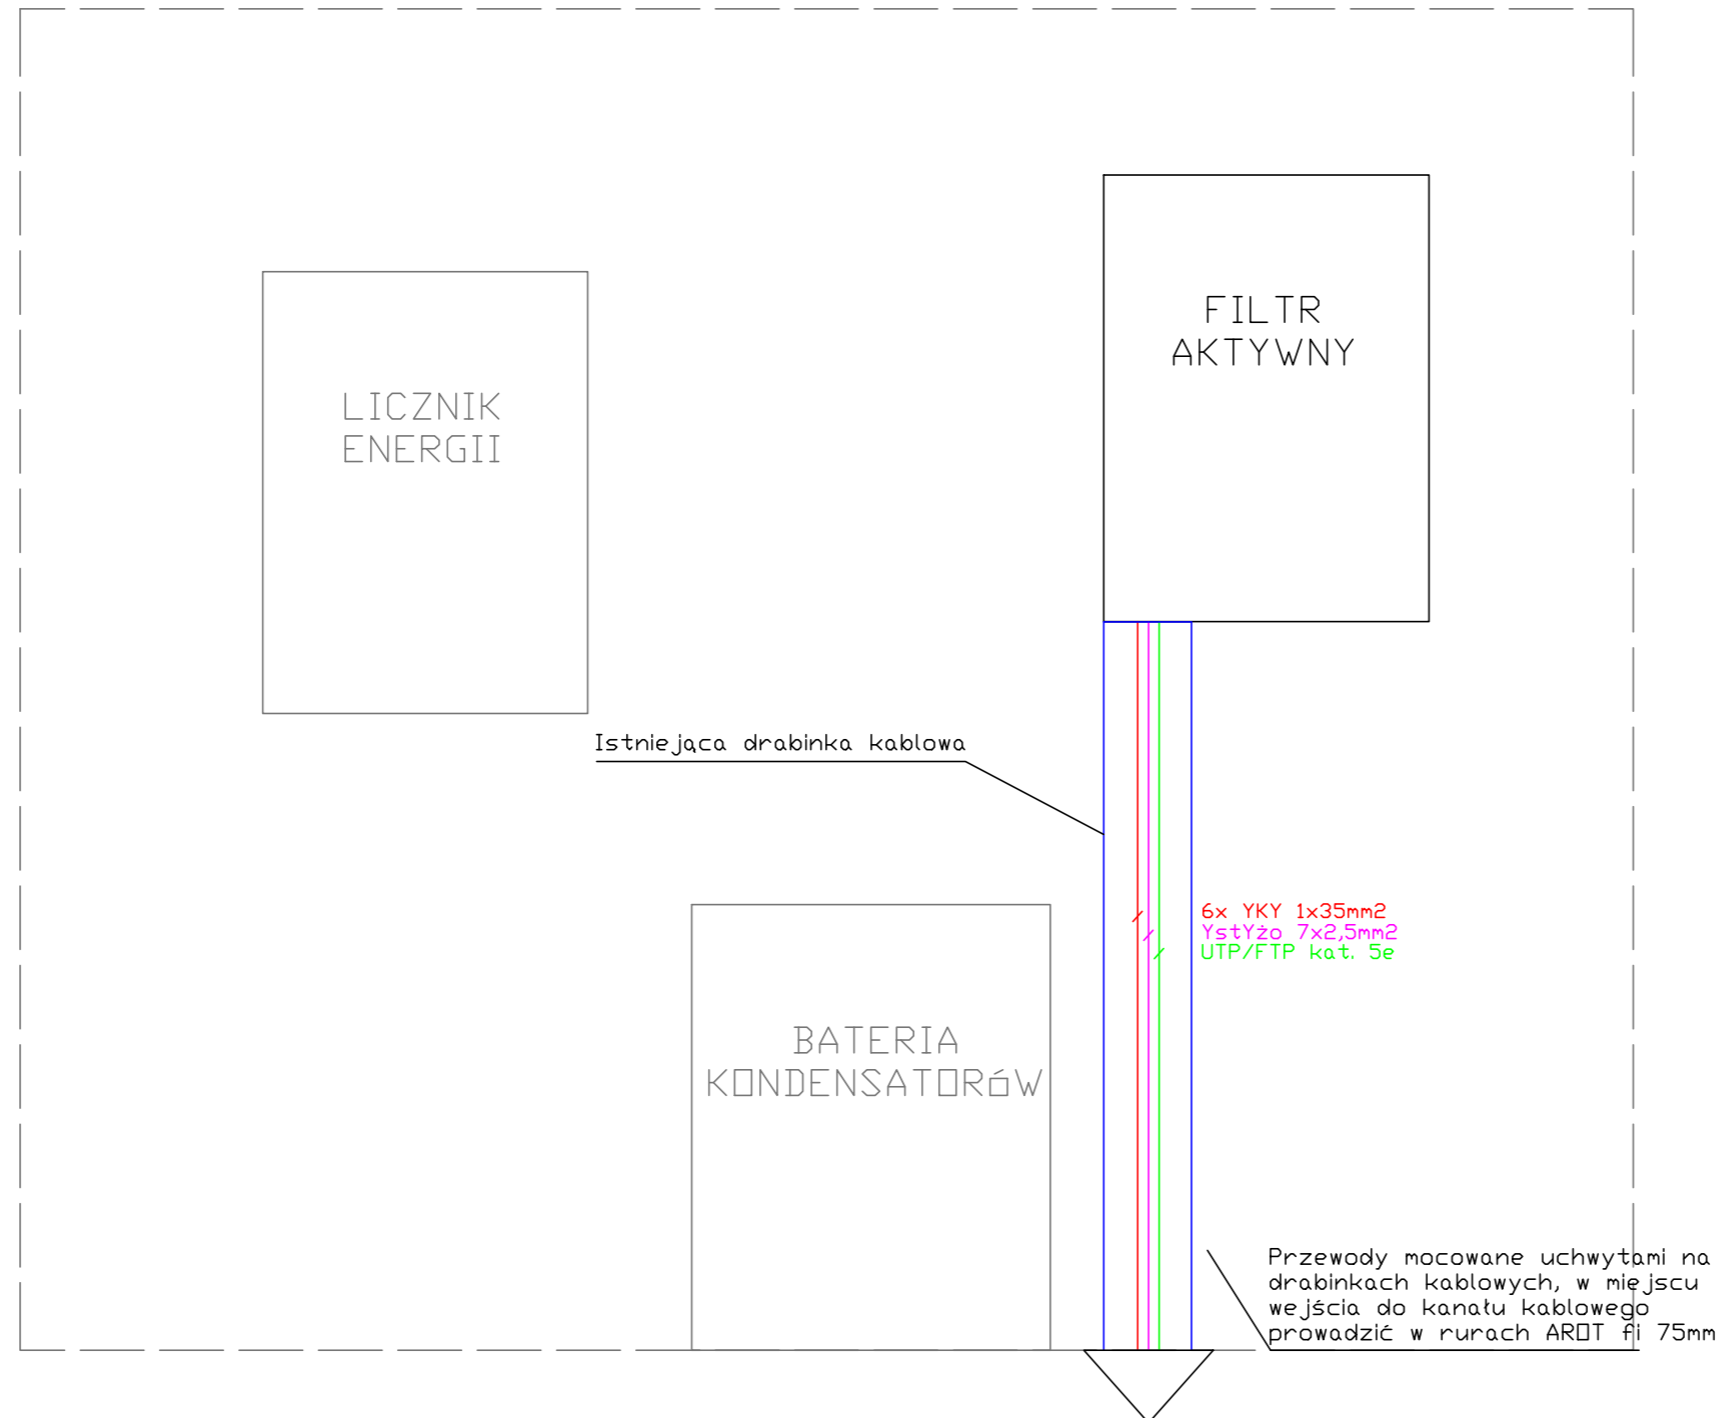 FILTR
AKTYWNY
LICZNIK
ENERGII
Istniejąca drabinka kablowa
6x YKY 1x35mm2
YstYżo 7x2,5mm2
UTP/FTP kat. 5e
BATERIA
KONDENSATORóW
Przewody mocowane uchwytami na
drabinkach kablowych, w miejscu
wejścia do kanału kablowego
prowadzić w rurach AROT fi 75mm